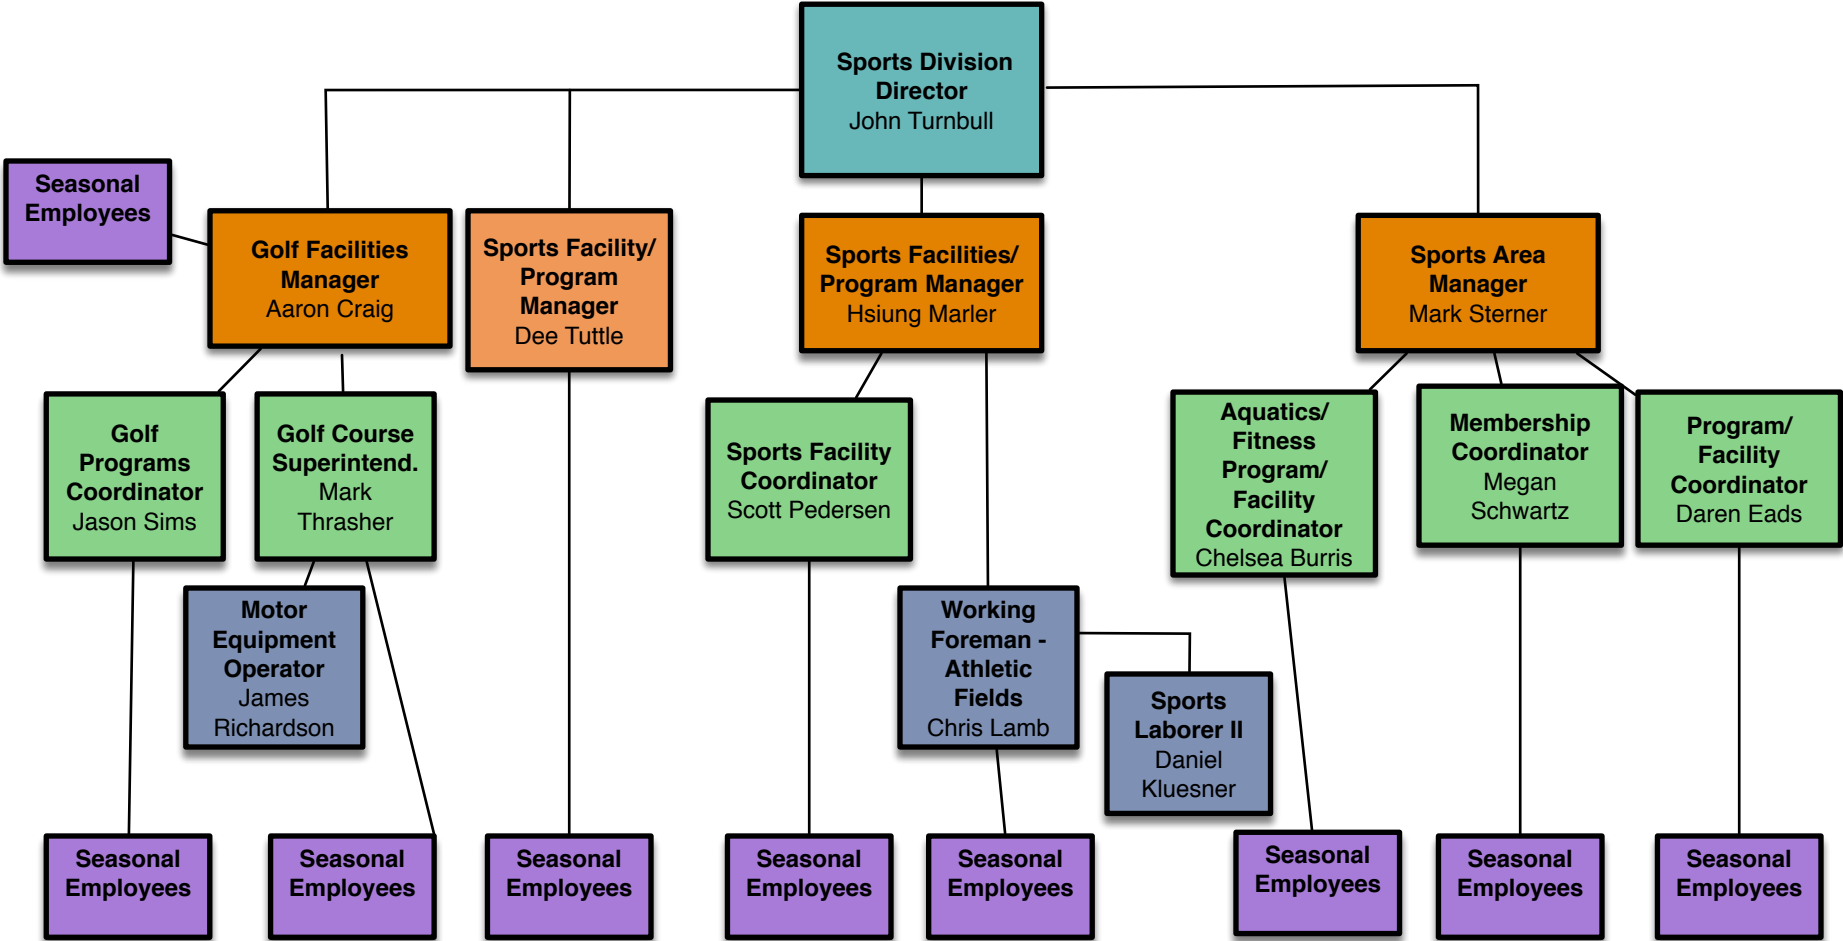 Sports Division
Director
John Turnbull
Seasonal
Employees
Golf Facilities
Manager
Aaron Craig
Sports Facility/
Program
Manager
Dee Tuttle
Sports Facilities/
Program Manager
Hsiung Marler
Sports Area
Manager
Mark Sterner
Golf
Programs
Coordinator
Jason Sims
Golf Course
Superintend.
Mark
Thrasher
Sports Facility
Coordinator
Scott Pedersen
Aquatics/
Fitness
Program/
Facility
Coordinator
Chelsea Burris
Membership
Coordinator
Megan
Schwartz
Program/
Facility
Coordinator
Daren Eads
Motor
Equipment
Operator
James
Richardson
Working
Foreman -
Athletic
Fields
Chris Lamb
Sports
Laborer II
Daniel
Kluesner
Seasonal
Employees
Seasonal
Employees
Seasonal
Employees
Seasonal
Employees
Seasonal
Employees
Seasonal
Employees
Seasonal
Employees
Seasonal
Employees